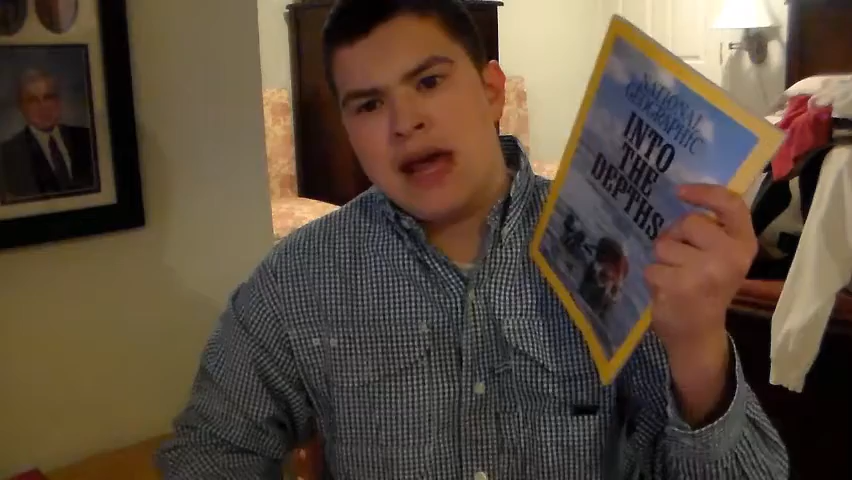 NATIONAL
GEOGRAPHIC
INTO
THE
DEPTHS